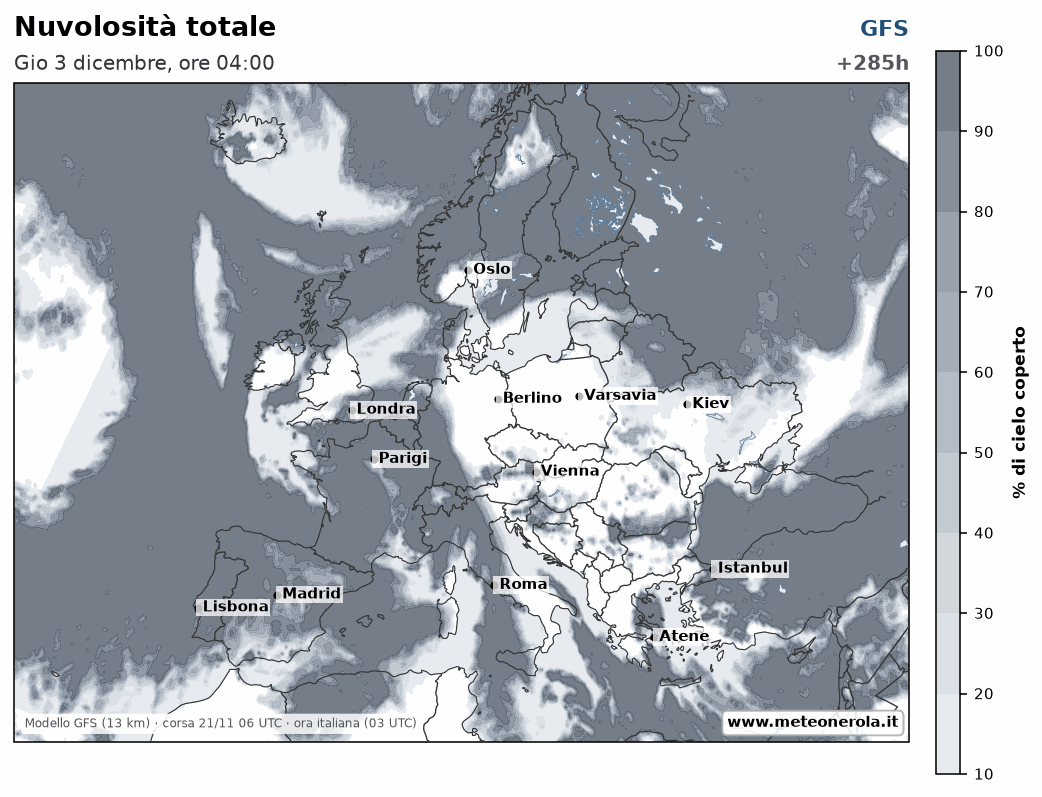 Nuvolosità totale
GFS
Gio 3 dicembre, ore 04:00
+285h
100
90
80
70
60
50
40
30
20
10
% di cielo coperto
Oslo
Berlino
Varsavia
Kiev
Londra
Parigi
Vienna
Istanbul
Roma
Madrid
Lisbona
Atene
Modello GFS (13 km) · corsa 21/11 06 UTC · ora italiana (03 UTC)
www.meteonerola.it